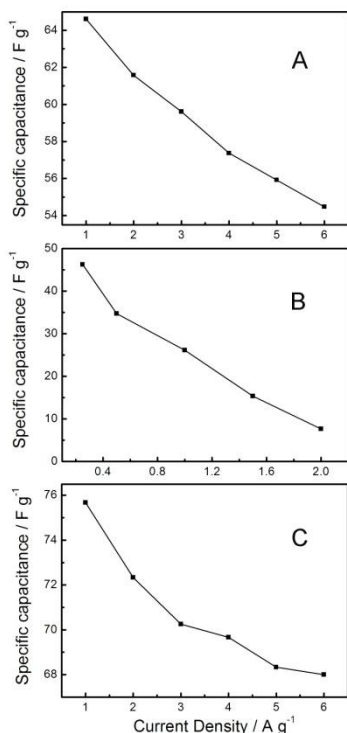 A
Specific capacitance / F g⁻¹
64
62
60
58
56
54
1 2 3 4 5 6
B
Specific capacitance / F g⁻¹
50
40
30
20
10
0
0.4 0.8 1.2 1.6 2.0
C
Specific capacitance / F g⁻¹
76
74
72
70
68
1 2 3 4 5 6
Current Density / A g⁻¹